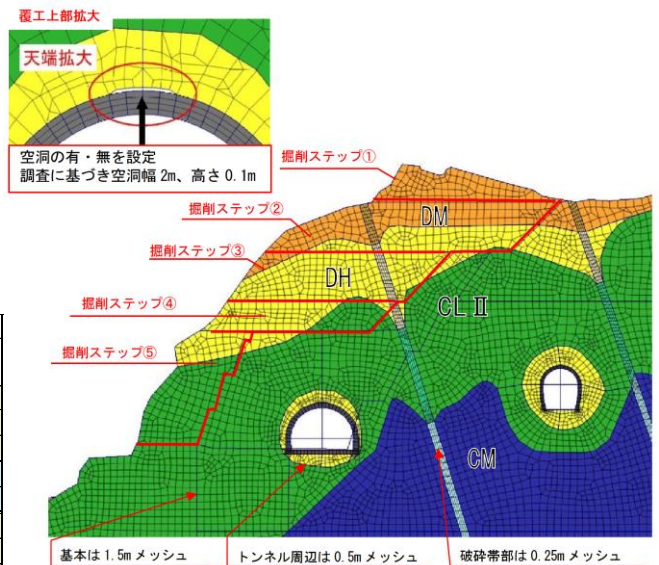 覆工上部拡大
天端拡大
空洞の有・無を設定
調査に基づき空洞幅 2m、高さ 0.1m
掘削ステップ①
掘削ステップ②
掘削ステップ③
掘削ステップ④
掘削ステップ⑤
DM
DH
CLⅡ
CM
基本は 1.5m メッシュ
トンネル周辺は 0.5m メッシュ
破砕帯部は 0.25m メッシュ